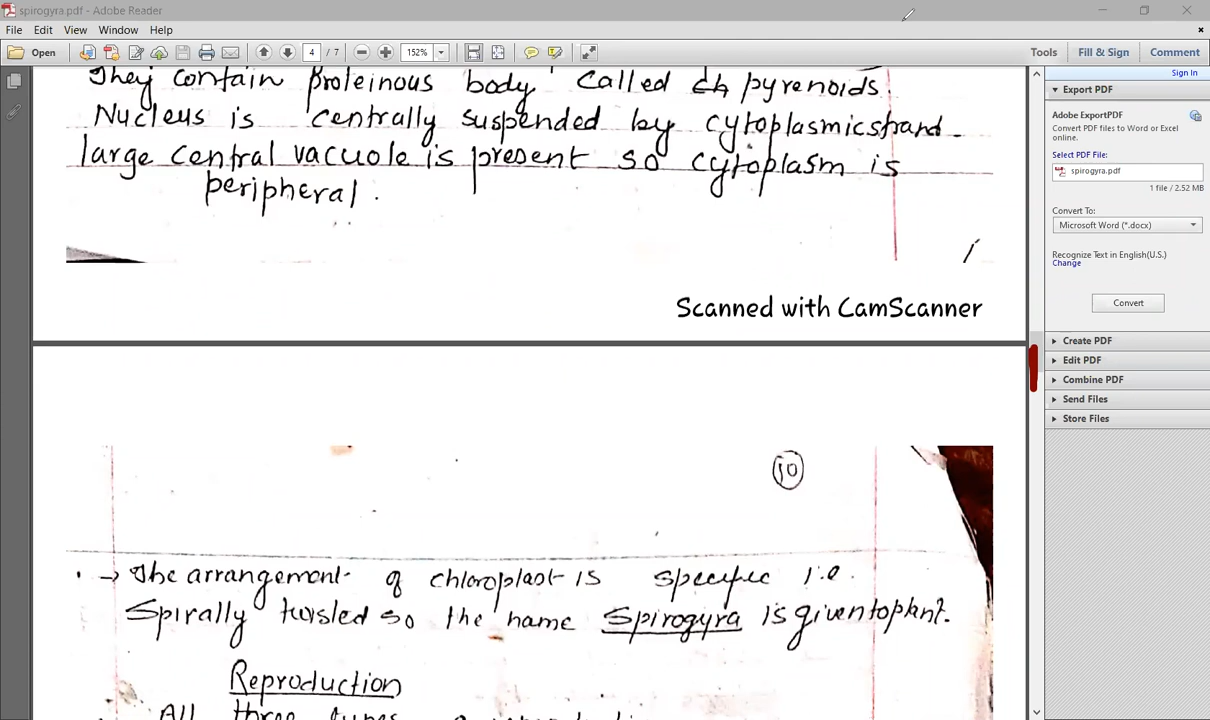 spirogyra.pdf - Adobe Reader
File Edit View Window Help
Open 4 / 7 152% Tools Fill & Sign Comment
Sign In
They contain proteinous body called pyrenoids.
Nucleus is centrally suspended by cytoplasmic strand.
large central vacuole is present so cytoplasm is
peripheral.
Scanned with CamScanner
10
→ The arrangement of chloroplast is specific i.e.
Spirally twisted so the name Spirogyra is given to plant.
Reproduction
All three types
Export PDF
Adobe ExportPDF
Convert PDF files to Word or Excel
online.
Select PDF File:
spirogyra.pdf
1 file / 2.52 MB
Convert To:
Microsoft Word (*.docx)
Recognize Text in English(U.S.)
Change
Convert
Create PDF
Edit PDF
Combine PDF
Send Files
Store Files